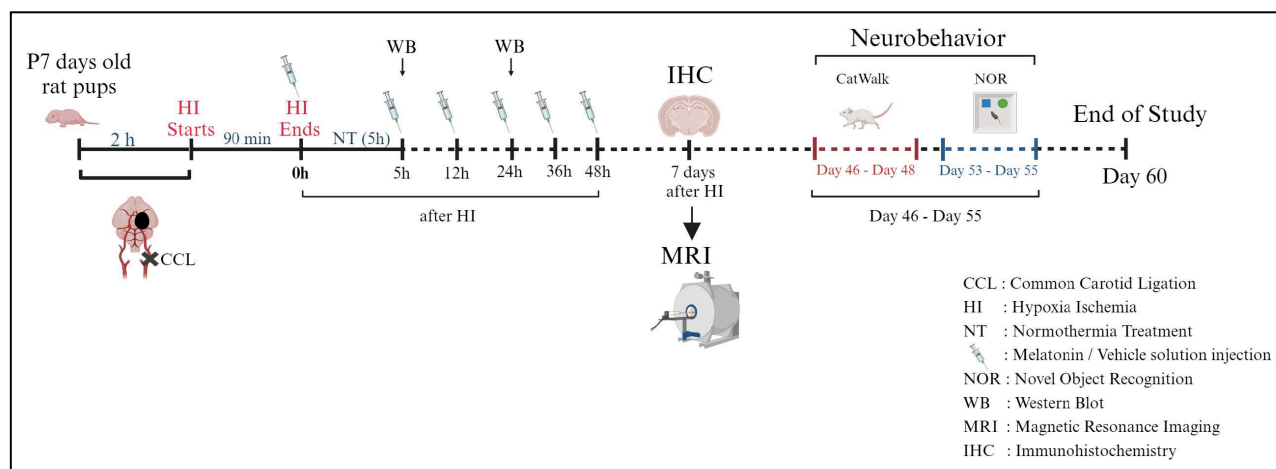 P7 days old
rat pups
2 h
HI
Starts
90 min
HI
Ends
0h
NT (5h)
WB
5h
12h
WB
24h
36h
48h
after HI
CCL
IHC
7 days
after HI
MRI
Neurobehavior
CatWalk
NOR
Day 46 - Day 48
Day 53 - Day 55
Day 46 - Day 55
End of Study
Day 60
CCL : Common Carotid Ligation
HI : Hypoxia Ischemia
NT : Normothermia Treatment
: Melatonin / Vehicle solution injection
NOR : Novel Object Recognition
WB : Western Blot
MRI : Magnetic Resonance Imaging
IHC : Immunohistochemistry